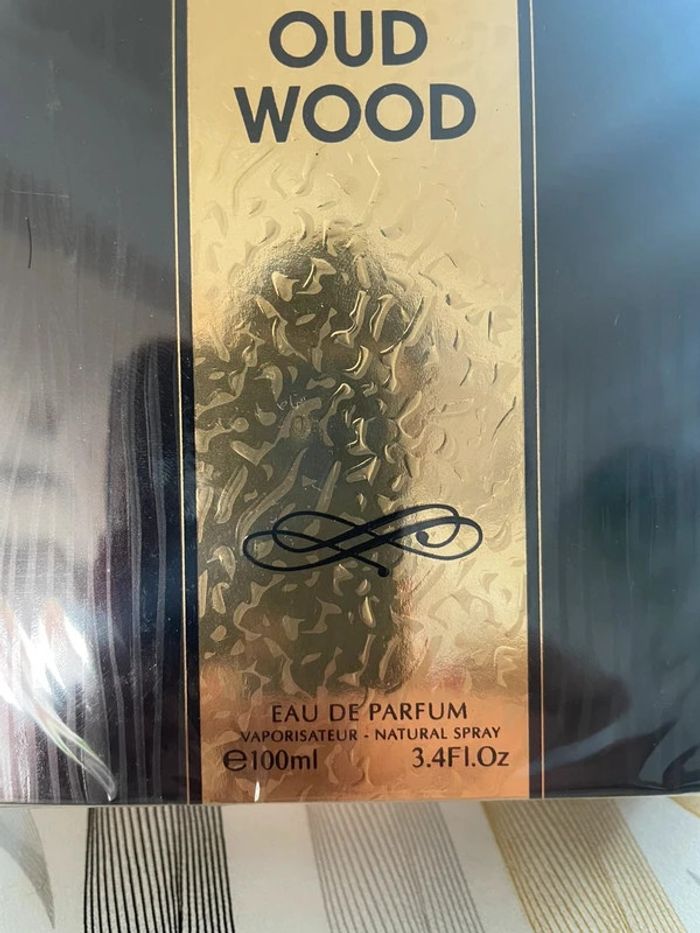 OUD
WOOD
EAU DE PARFUM
VAPORISATEUR - NATURAL SPRAY
℮100ml 3.4Fl.Oz